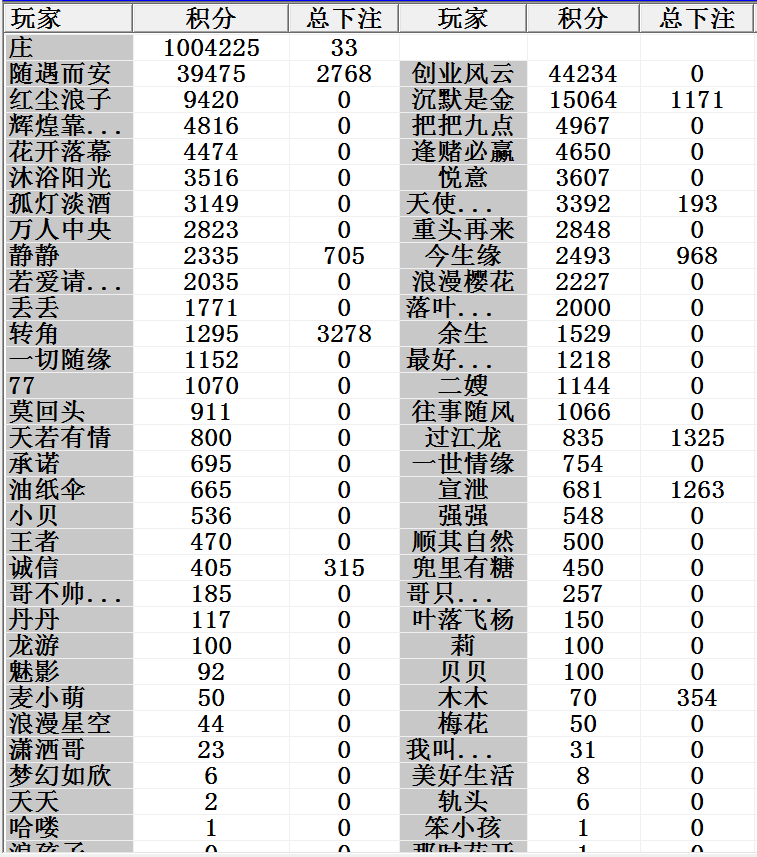 玩家 积分 总下注 玩家 积分 总下注
庄 1004225 33
随遇而安 39475 2768 创业风云 44234 0
红尘浪子 9420 0 沉默是金 15064 1171
辉煌靠... 4816 0 把把九点 4967 0
花开落幕 4474 0 逢赌必赢 4650 0
沐浴阳光 3516 0 悦意 3607 0
孤灯淡酒 3149 0 天使... 3392 193
万人中央 2823 0 重头再来 2848 0
静静 2335 705 今生缘 2493 968
若爱请... 2035 0 浪漫樱花 2227 0
丢丢 1771 0 落叶... 2000 0
转角 1295 3278 余生 1529 0
一切随缘 1152 0 最好... 1218 0
77 1070 0 二嫂 1144 0
莫回头 911 0 往事随风 1066 0
天若有情 800 0 过江龙 835 1325
承诺 695 0 一世情缘 754 0
油纸伞 665 0 宣泄 681 1263
小贝 536 0 强强 548 0
王者 470 0 顺其自然 500 0
诚信 405 315 兜里有糖 450 0
哥不帅... 185 0 哥只... 257 0
丹丹 117 0 叶落飞杨 150 0
龙游 100 0 莉 100 0
魅影 92 0 贝贝 100 0
麦小萌 50 0 木木 70 354
浪漫星空 44 0 梅花 50 0
潇洒哥 23 0 我叫... 31 0
梦幻如欣 6 0 美好生活 8 0
天天 2 0 轨头 6 0
哈喽 1 0 笨小孩 1 0
浪孩子 0 0 那时花开 1 0